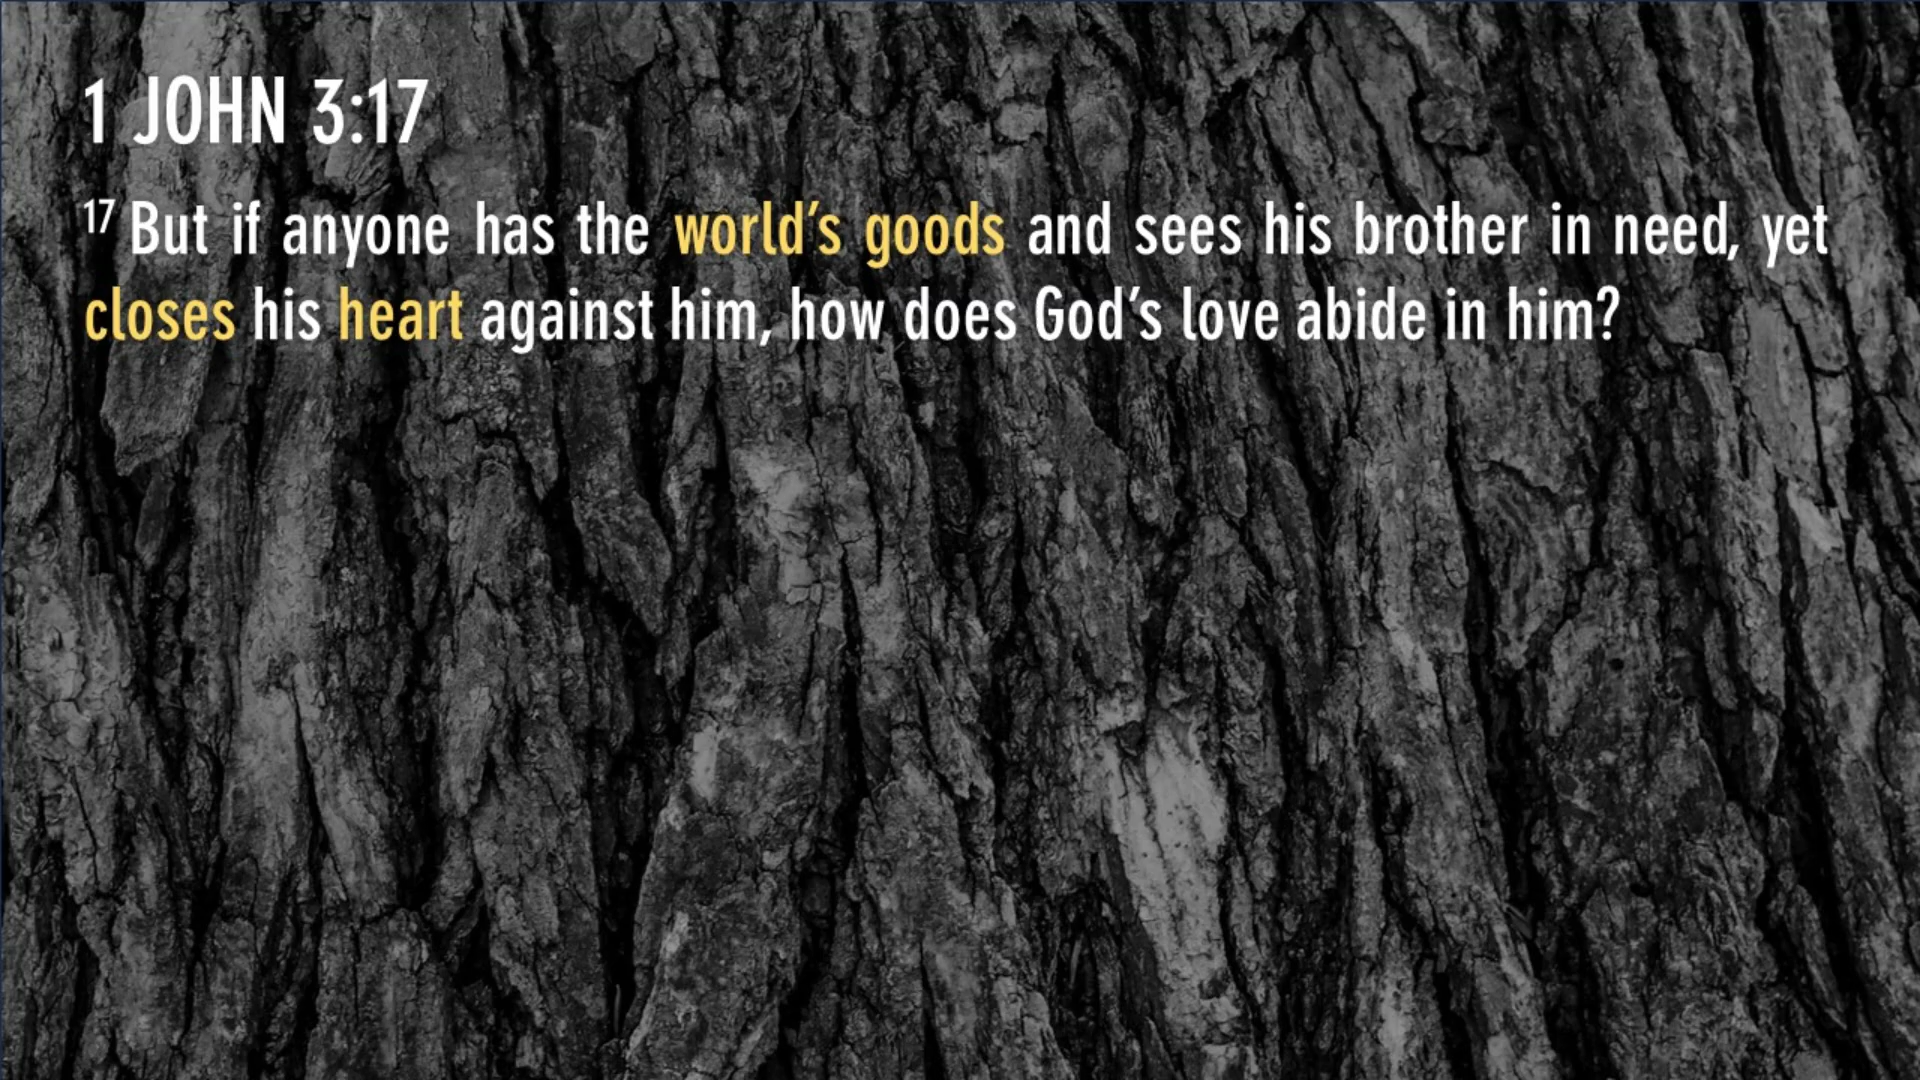 1 JOHN 3:17
17 But if anyone has the world’s goods and sees his brother in need, yet
closes his heart against him, how does God’s love abide in him?